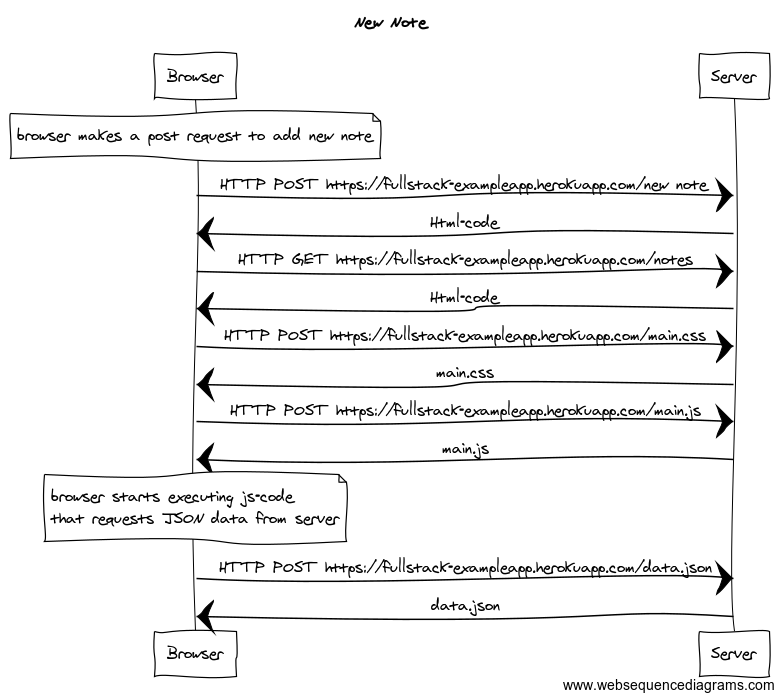 New Note
Browser
Server
browser makes a post request to add new note
HTTP POST https://fullstack-exampleapp.herokuapp.com/new note
Html-code
HTTP GET https://fullstack-exampleapp.herokuapp.com/notes
Html-code
HTTP POST https://fullstack-exampleapp.herokuapp.com/main.css
main.css
HTTP POST https://fullstack-exampleapp.herokuapp.com/main.js
main.js
browser starts executing js-code
that requests JSON data from server
HTTP POST https://fullstack-exampleapp.herokuapp.com/data.json
data.json
Browser
Server
www.websequencediagrams.com